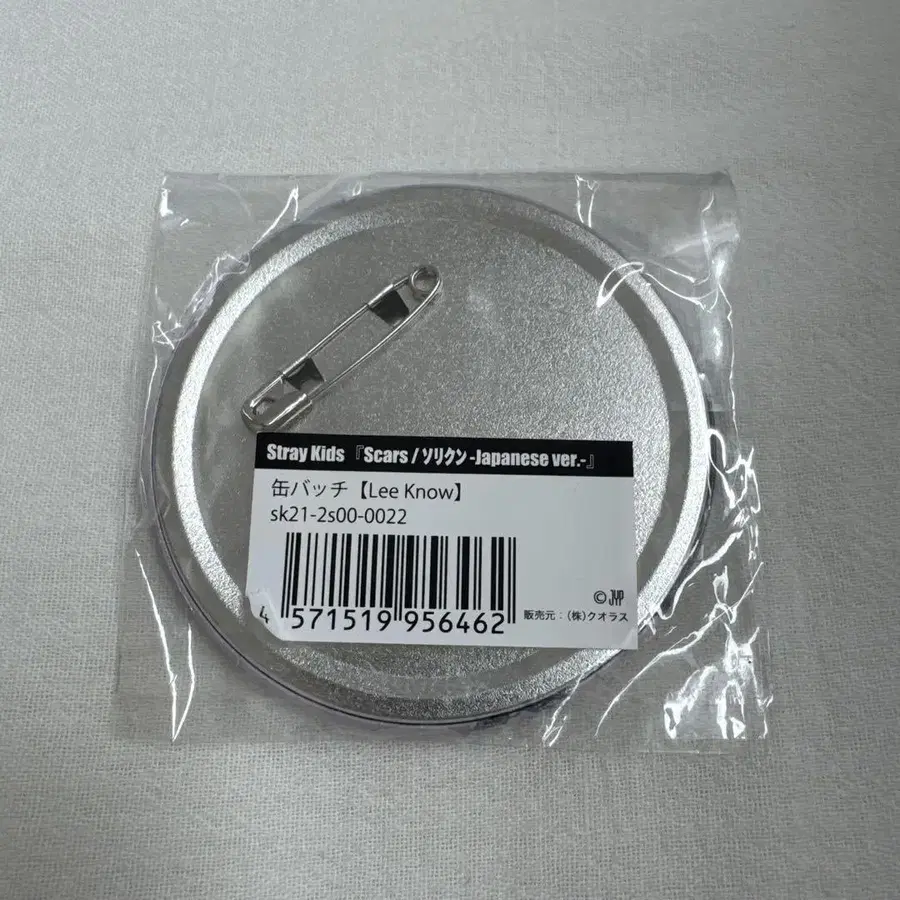 Stray Kids 『Scars / ソリクン -Japanese ver.-』
缶バッチ【Lee Know】
sk21-2s00-0022
4 571519 956462
© JYP
販売元：(株)クオラス